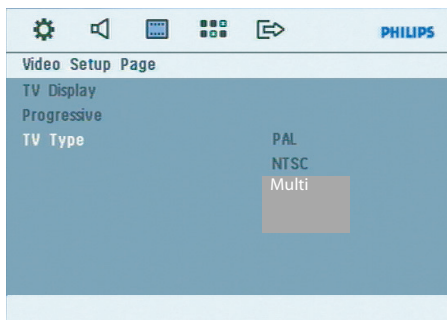 PHILIPS
Video Setup Page
TV Display
Progressive
TV Type
PAL
NTSC
Multi